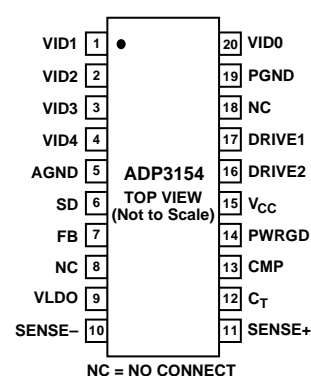 VID1 1 20 VID0
VID2 2 19 PGND
VID3 3 18 NC
VID4 4 17 DRIVE1
AGND 5 ADP3154 16 DRIVE2
SD 6 TOP VIEW 15 VCC
FB 7 (Not to Scale) 14 PWRGD
NC 8 13 CMP
VLDO 9 12 CT
SENSE– 10 11 SENSE+
NC = NO CONNECT